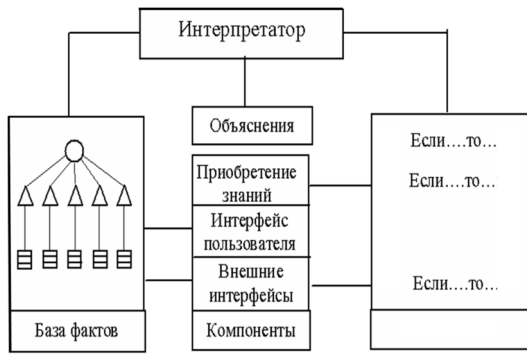 Интерпретатор
Объяснения
Приобретение
знаний
Интерфейс
пользователя
Внешние
интерфейсы
Компоненты
База фактов
Если....то...
Если....то...
Если....то...